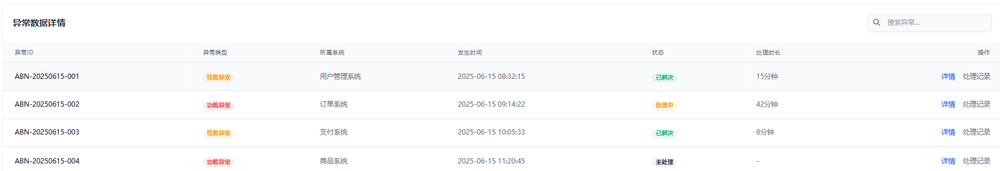 异常数据详情
搜索异常...
异常ID 异常类型 所属系统 发生时间 状态 处理时长 操作
ABN-20250615-001 性能异常 用户管理系统 2025-06-15 08:32:15 已解决 15分钟 详情 处理记录
ABN-20250615-002 功能异常 订单系统 2025-06-15 09:14:22 处理中 42分钟 详情 处理记录
ABN-20250615-003 性能异常 支付系统 2025-06-15 10:05:33 已解决 8分钟 详情 处理记录
ABN-20250615-004 功能异常 商品系统 2025-06-15 11:20:45 未处理 - 详情 处理记录